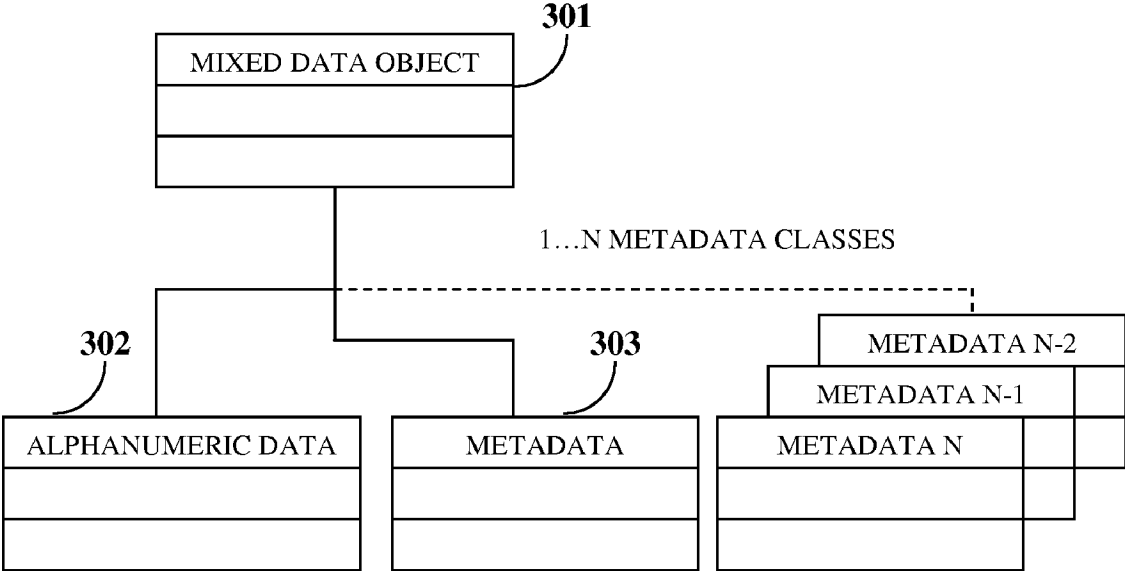 301
MIXED DATA OBJECT
1…N METADATA CLASSES
302
303
METADATA N-2
METADATA N-1
ALPHANUMERIC DATA
METADATA
METADATA N